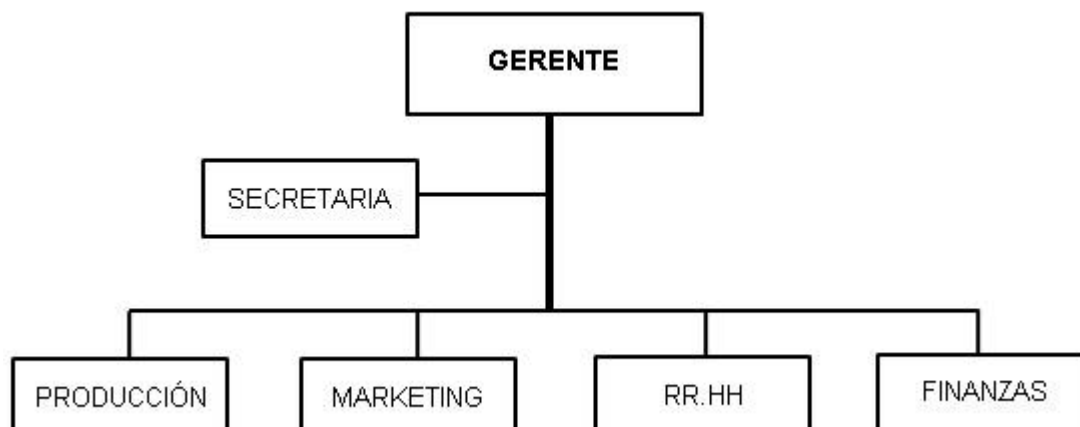 GERENTE
SECRETARIA
PRODUCCIÓN
MARKETING
RR.HH
FINANZAS